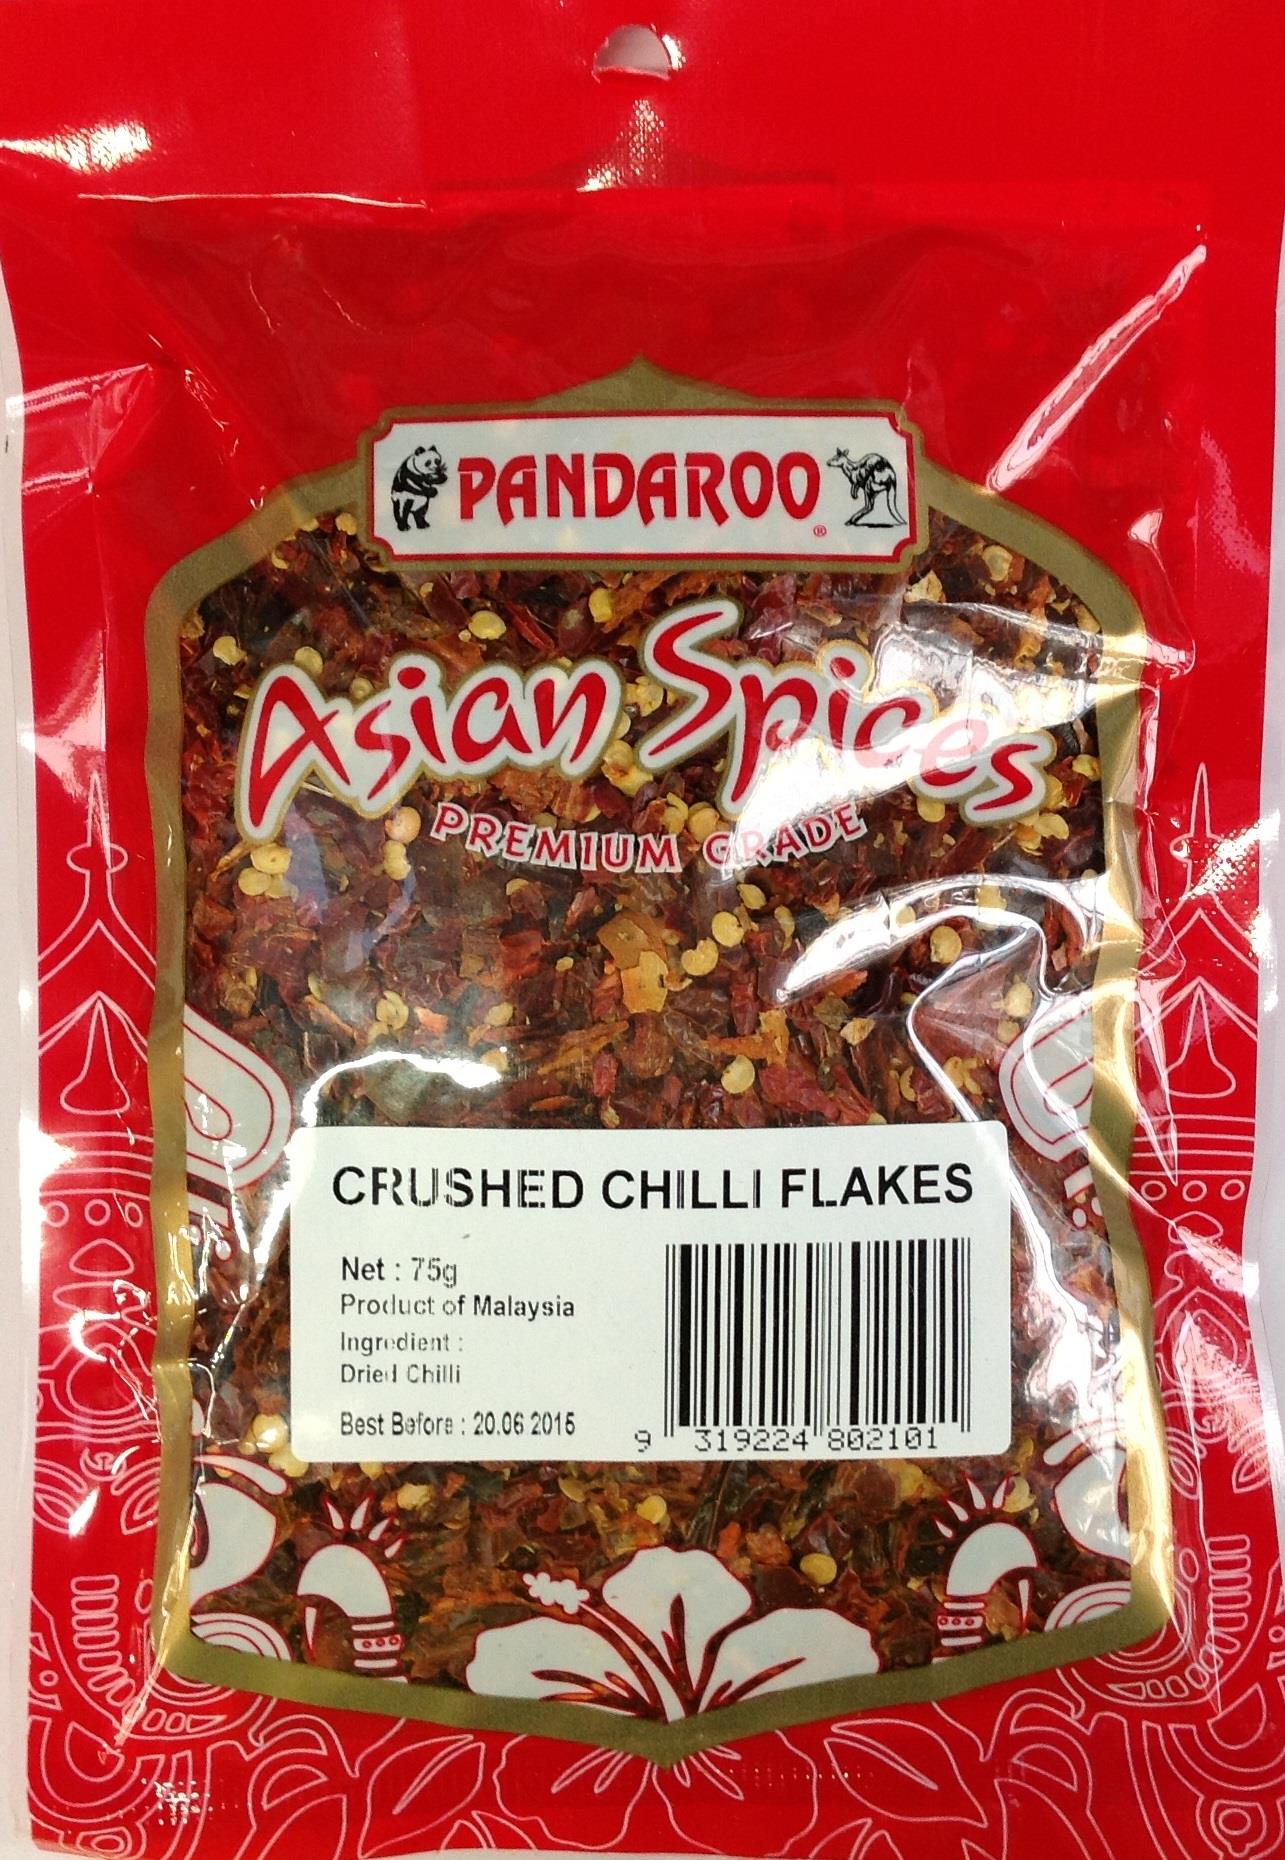 PANDAROO
®
Asian Spices
PREMIUM GRADE
CRUSHED CHILLI FLAKES
Net : 75g
Product of Malaysia
Ingredient :
Dried Chilli
Best Before : 20.06 2015
9 319224 802101